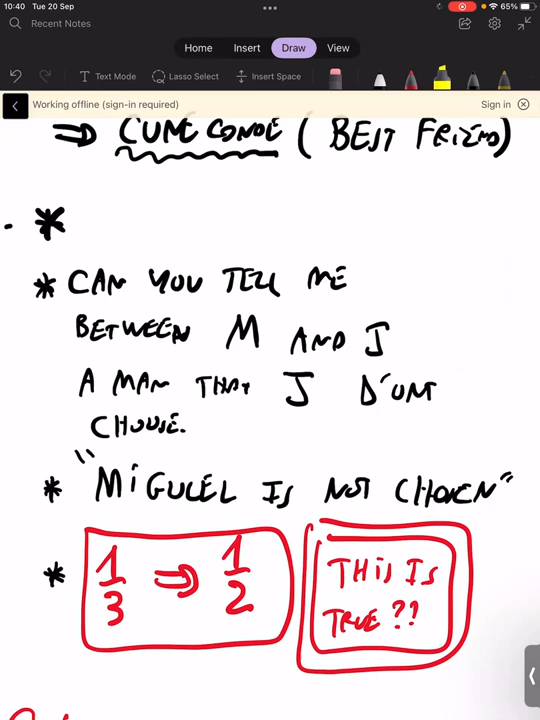 10:40 Tue 20 Sep
65%
Recent Notes
Home Insert Draw View
Text Mode Lasso Select Insert Space
Working offline (sign-in required) Sign in
⇒ (BEST FRIEND)
*
* CAN YOU TELL ME
BETWEEN M AND J
A MAN THAT J D'ONT
CHOOSE.
* "MIGUEL IS NOT CHOSEN"
* 1/3 ⇒ 1/2 THIS IS
TRUE??